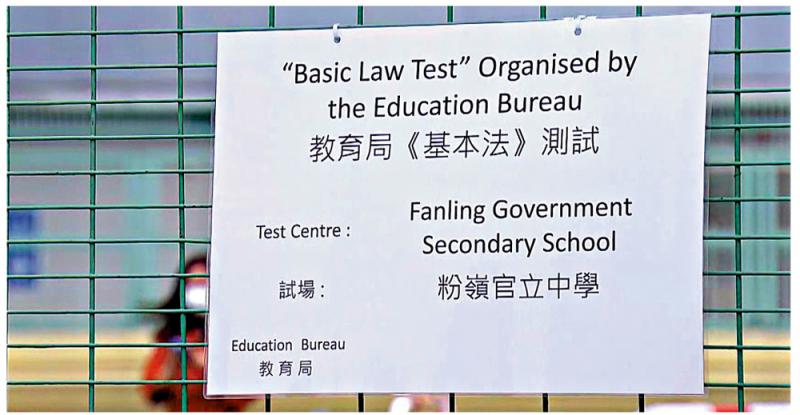 “Basic Law Test” Organised by
the Education Bureau
教育局《基本法》測試
Test Centre :
Fanling Government
Secondary School
試場 :
粉嶺官立中學
Education Bureau
教育局